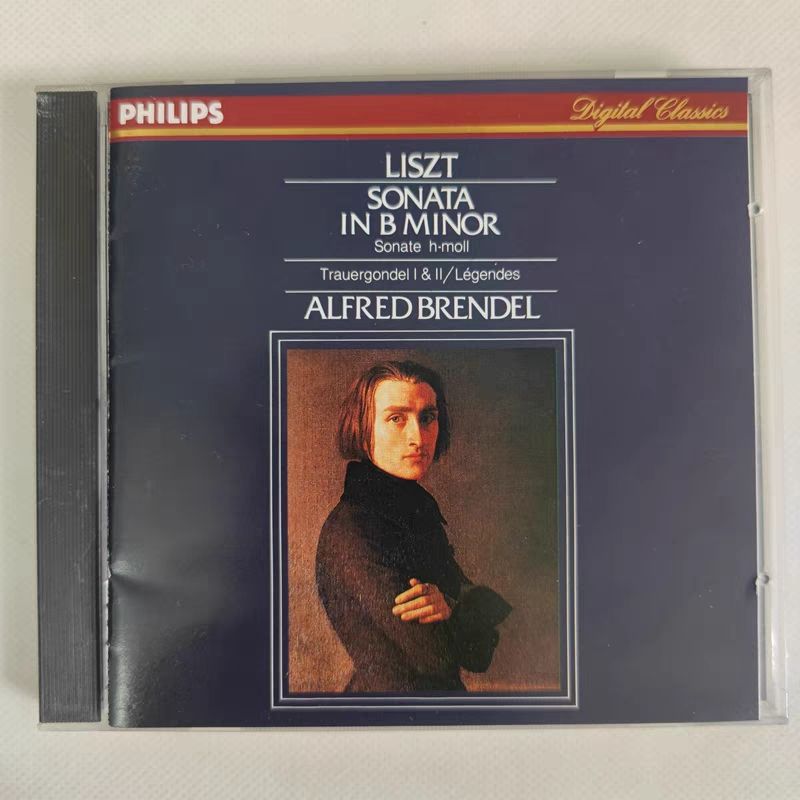 PHILIPS
Digital Classics
LISZT
SONATA
IN B MINOR
Sonate h-moll
Trauergondel I & II/Légendes
ALFRED BRENDEL